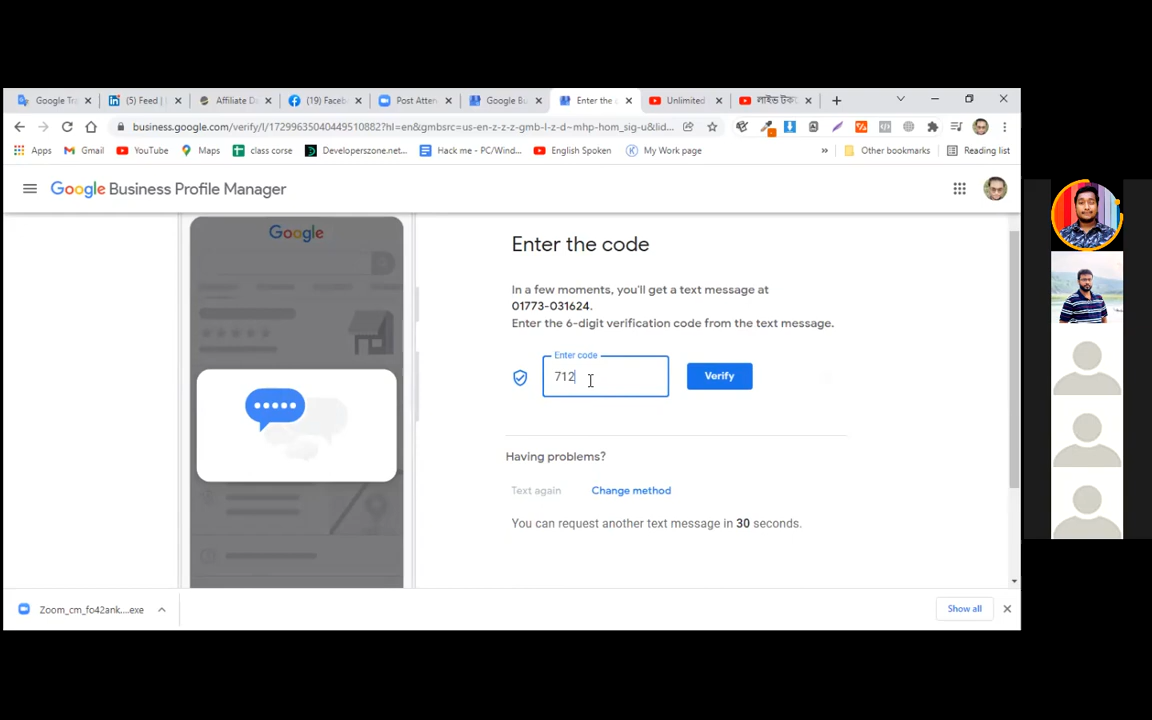 Google Tra
(5) Feed |
Affiliate D
(19) Faceb
Post Atten
Google Bu
Enter the c
Unlimited
লাইভ টক
business.google.com/verify/l/17299635040449510882?hl=en&gmbsrc=us-en-z-z-z-gmb-l-z-d~mhp-hom_sig-u&lid...
Apps
Gmail
YouTube
Maps
class corse
Developerszone.net...
Hack me - PC/Wind...
English Spoken
My Work page
»
Other bookmarks
Reading list
Google Business Profile Manager
Google
Enter the code
In a few moments, you'll get a text message at
01773-031624.
Enter the 6-digit verification code from the text message.
Enter code
712
Verify
Having problems?
Text again
Change method
You can request another text message in 30 seconds.
Zoom_cm_fo42ank....exe
Show all